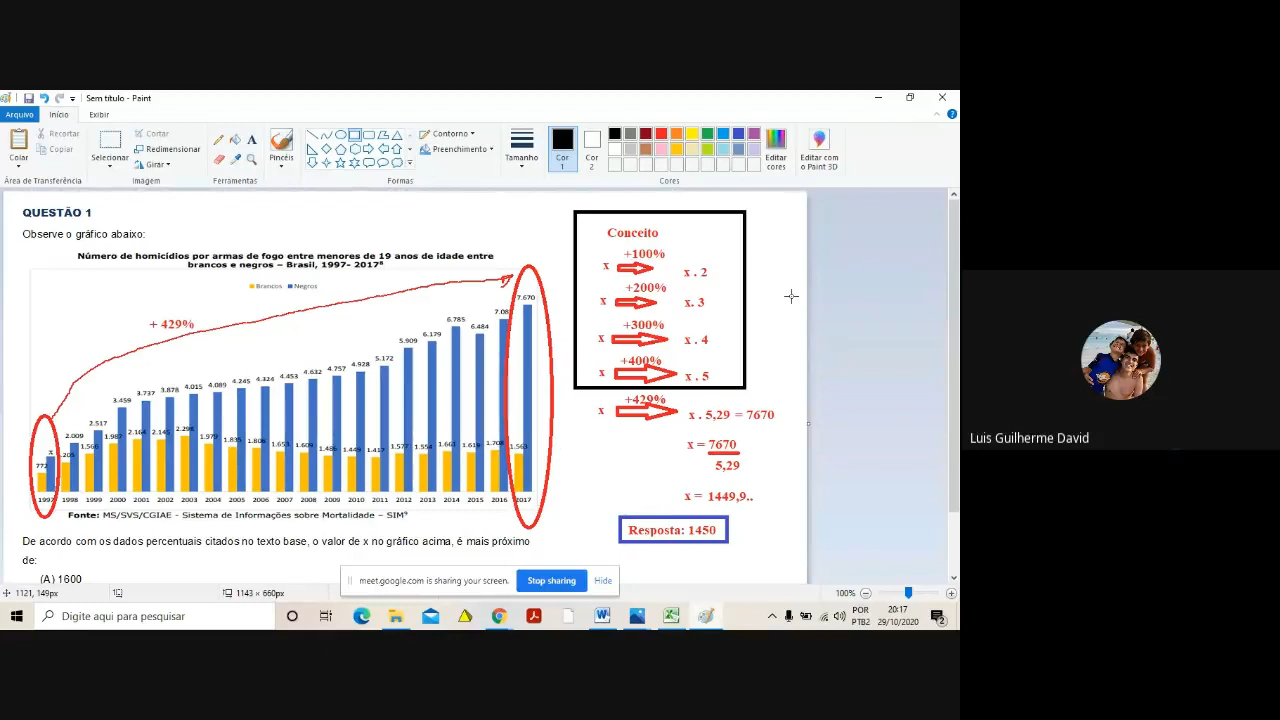 Sem título - Paint
Arquivo Início Exibir
Colar
Recortar
Copiar
Área de Transferência
Selecionar
Cortar
Redimensionar
Girar
Imagem
Ferramentas
Pincéis
Contorno
Preenchimento
Formas
Tamanho
Cor 1
Cor 2
Editar cores
Cores
Editar com o Paint 3D
QUESTÃO 1
Observe o gráfico abaixo:
Número de homicídios por armas de fogo entre menores de 19 anos de idade entre
brancos e negros – Brasil, 1997- 2017⁸
Brancos Negros
+ 429%
x 2.009 2.517 3.459 3.737 3.878 4.015 4.089 4.245 4.324 4.453 4.632 4.757 4.928 5.172 5.909 6.179 6.785 6.484 7.670
772 1.987 2.164 2.145 2.298 1.979 1.835 1.806 1.653 1.609 1.486 1.449 1.417 1.577 1.554 1.619 1.708 1.563
1997 1998 1999 2000 2001 2002 2003 2004 2005 2006 2007 2008 2009 2010 2011 2012 2013 2014 2015 2016 2017
Fonte: MS/SVS/CGIAE - Sistema de Informações sobre Mortalidade – SIM⁹
De acordo com os dados percentuais citados no texto base, o valor de x no gráfico acima, é mais próximo
de:
(A) 1600
Conceito
+100%
x x . 2
+200%
x x. 3
+300%
x x . 4
+400%
x x . 5
+429%
x x . 5,29 = 7670
x = 7670
5,29
x = 1449,9..
Resposta: 1450
meet.google.com is sharing your screen. Stop sharing Hide
1121, 149px 1143 × 660px 100%
Digite aqui para pesquisar
POR
PTB2
20:17
29/10/2020
2
Luis Guilherme David